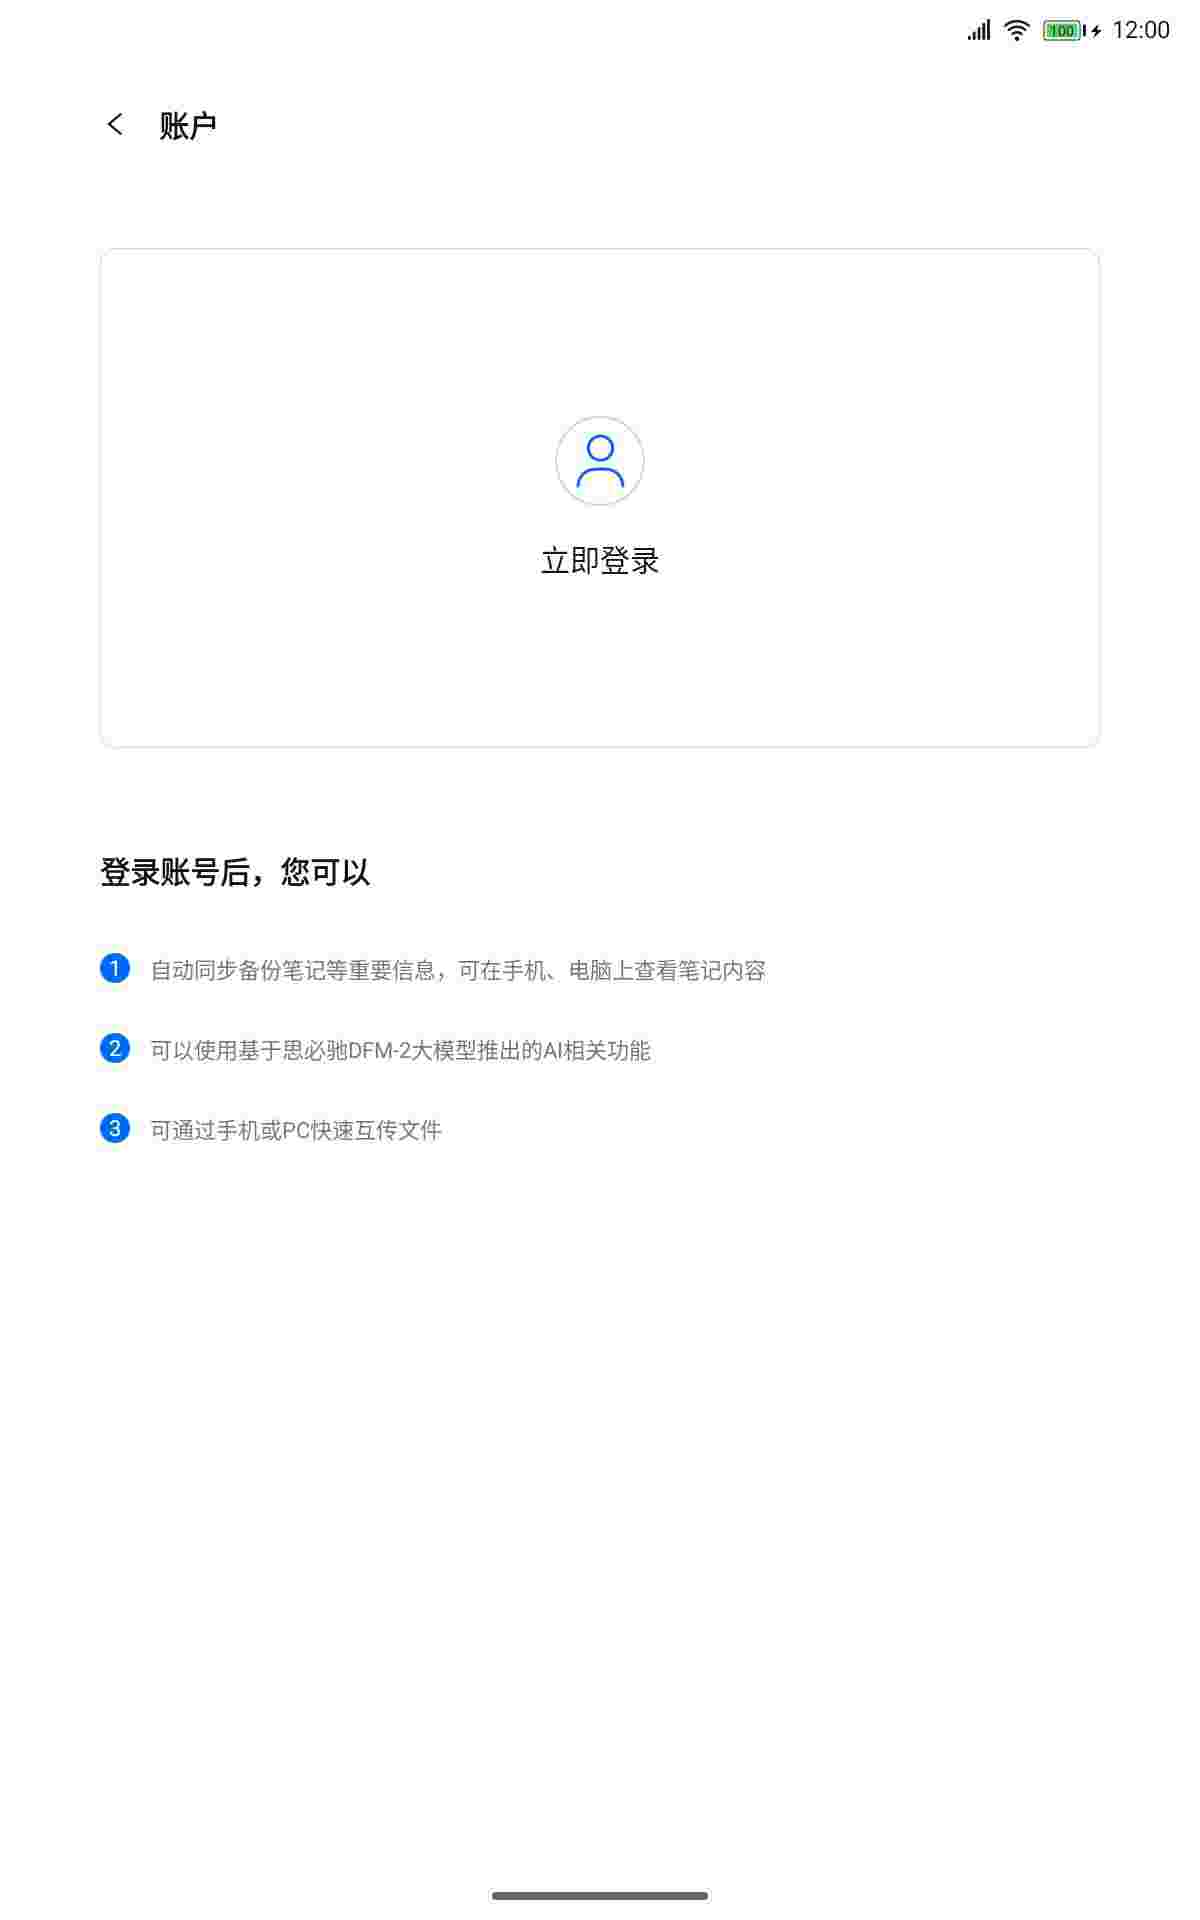 100 12:00
账户
立即登录
登录账号后，您可以
1 自动同步备份笔记等重要信息，可在手机、电脑上查看笔记内容
2 可以使用基于思必驰DFM-2大模型推出的AI相关功能
3 可通过手机或PC快速互传文件